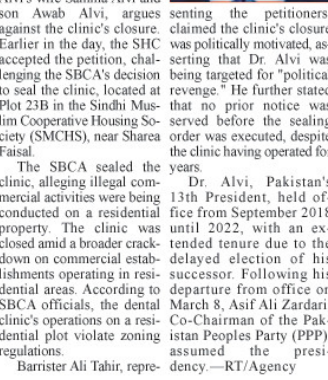 Alvi's wife Samina Alvi and
son Awab Alvi, argues
against the clinic's closure.
Earlier in the day, the SHC
accepted the petition, chal-
lenging the SBCA's decision
to seal the clinic, located at
Plot 23B in the Sindhi Mus-
lim Cooperative Housing So-
ciety (SMCHS), near Sharea
Faisal.
The SBCA sealed the
clinic, alleging illegal com-
mercial activities were being
conducted on a residential
property. The clinic was
closed amid a broader crack-
down on commercial estab-
lishments operating in resi-
dential areas. According to
SBCA officials, the dental
clinic's operations on a resi-
dential plot violate zoning
regulations.
Barrister Ali Tahir, repre-
senting the petitioners
claimed the clinic's closure
was politically motivated, as-
serting that Dr. Alvi was
being targeted for "political
revenge." He further stated
that no prior notice was
served before the sealing
order was executed, despite
the clinic having operated for
years.
Dr. Alvi, Pakistan's
13th President, held of-
fice from September 2018
until 2022, with an ex-
tended tenure due to the
delayed election of his
successor. Following his
departure from office on
March 8, Asif Ali Zardari
Co-Chairman of the Pak-
istan Peoples Party (PPP)
assumed the presi-
dency.—RT/Agency